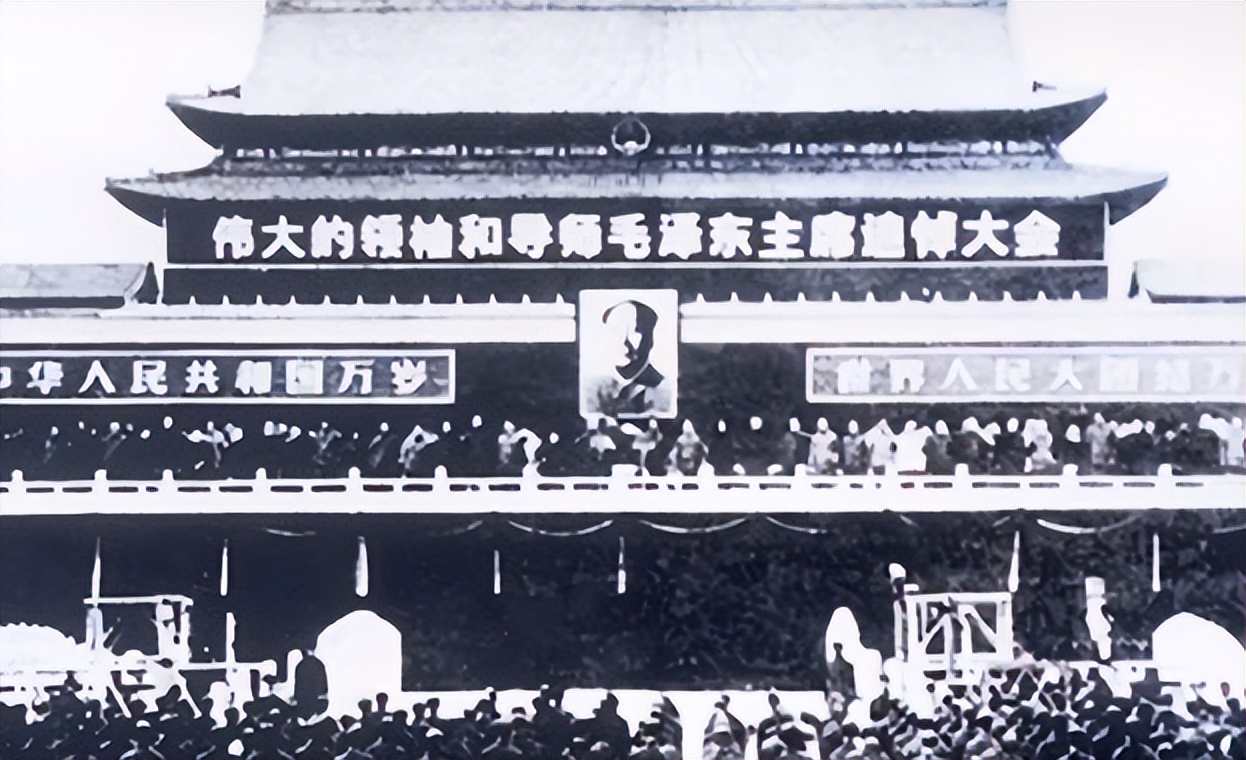 伟大的领袖和导师毛泽东主席追悼大会
中华人民共和国万岁
世界人民大团结万